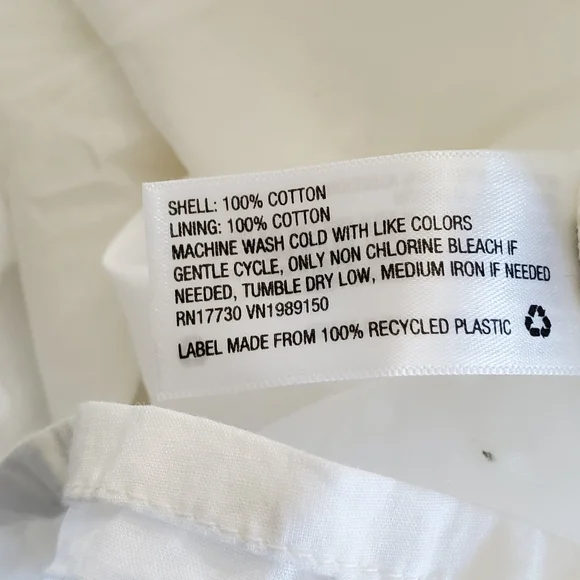 SHELL: 100% COTTON
LINING: 100% COTTON
MACHINE WASH COLD WITH LIKE COLORS
GENTLE CYCLE, ONLY NON CHLORINE BLEACH IF
NEEDED, TUMBLE DRY LOW, MEDIUM IRON IF NEEDED
RN17730 VN1989150
LABEL MADE FROM 100% RECYCLED PLASTIC